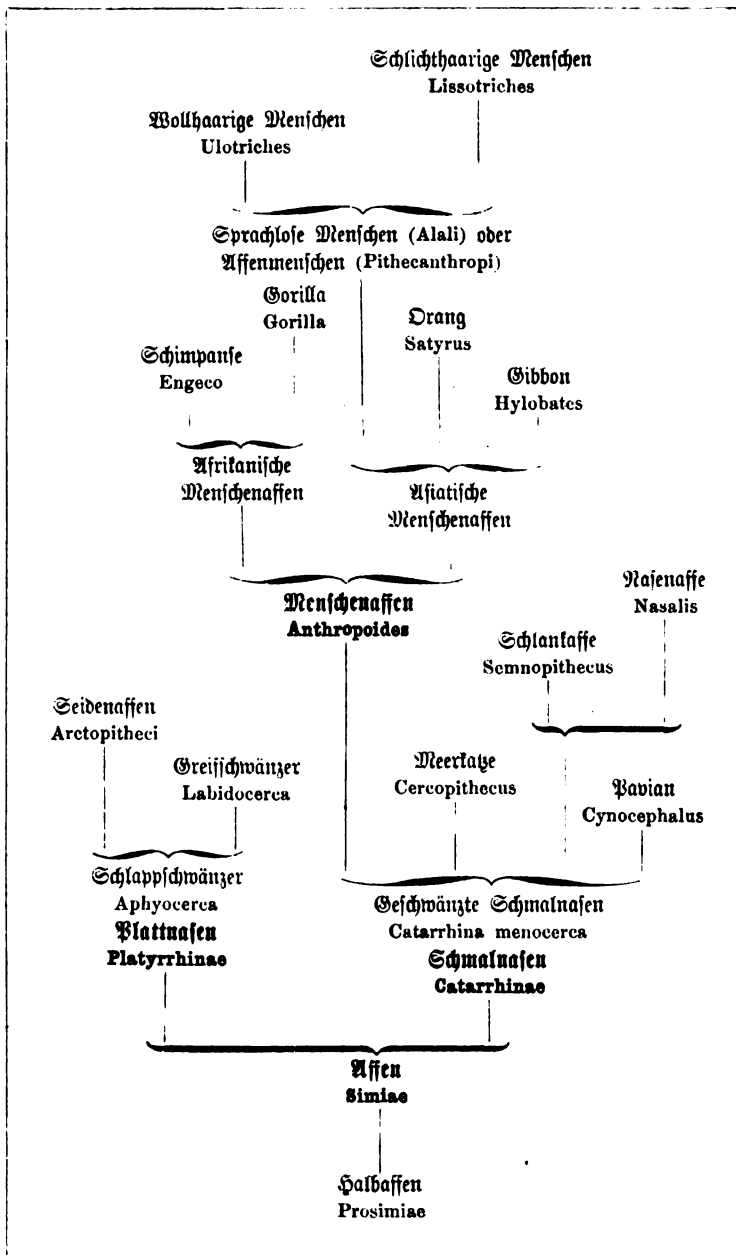 Schlichthaarige Menschen
Lissotriches
Wollhaarige Menschen
Ulotriches
Sprachlose Menschen (Alali) oder
Affenmenschen (Pithecanthropi)
Gorilla
Gorilla
Orang
Satyrus
Schimpanse
Engeco
Gibbon
Hylobates
Afrikanische
Menschenaffen
Asiatische
Menschenaffen
Menschenaffen
Anthropoides
Nasenaffe
Nasalis
Schlankaffe
Semnopithecus
Seidenaffen
Arctopitheci
Greifschwänzer
Labidocerca
Meerkatze
Cercopithecus
Pavian
Cynocephalus
Schlappschwänzer
Aphyocerca
Plattnasen
Platyrrhinae
Geschwänzte Schmalnasen
Catarrhina menocerca
Schmalnasen
Catarrhinae
Affen
Simiae
Halbaffen
Prosimiae